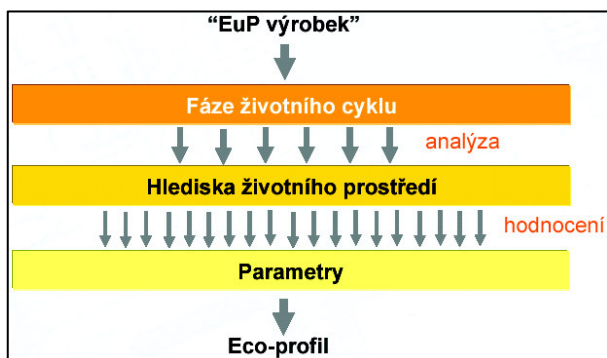 “EuP výrobek”
Fáze životního cyklu
analýza
Hlediska životního prostředí
hodnocení
Parametry
Eco-profil